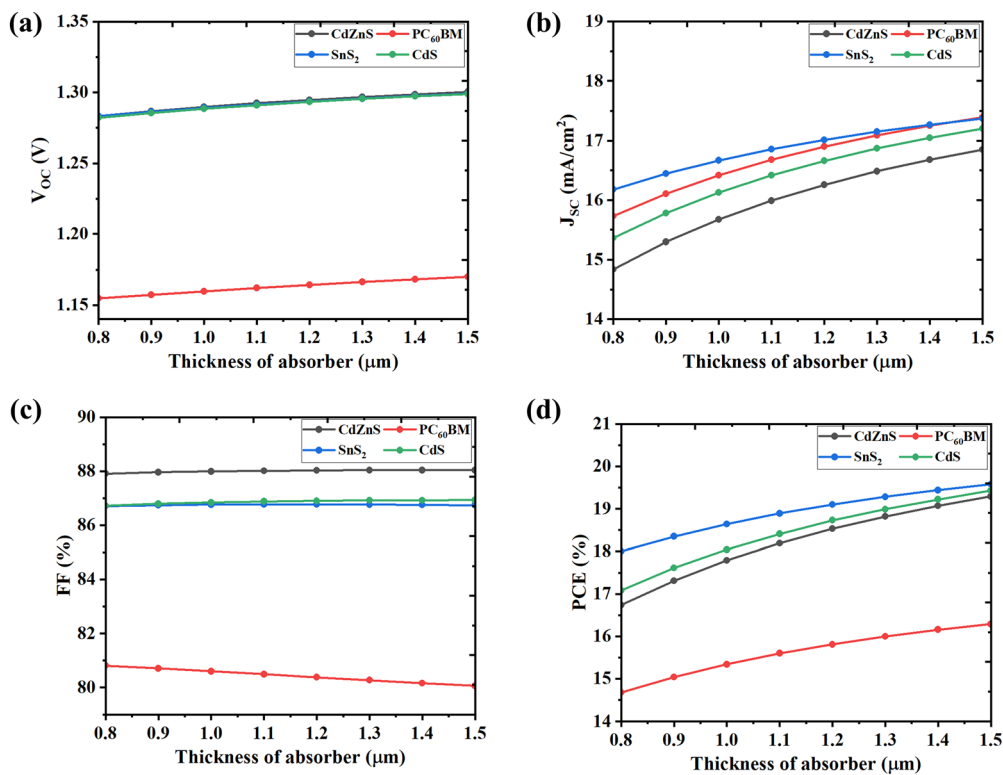 (a)
1.35
1.30
1.25
1.20
1.15
V_OC (V)
CdZnS PC₆₀BM
SnS₂ CdS
0.8 0.9 1.0 1.1 1.2 1.3 1.4 1.5
Thickness of absorber (μm)
(b)
19
18
17
16
15
14
J_SC (mA/cm²)
CdZnS PC₆₀BM
SnS₂ CdS
0.8 0.9 1.0 1.1 1.2 1.3 1.4 1.5
Thickness of absorber (μm)
(c)
90
88
86
84
82
80
FF (%)
CdZnS PC₆₀BM
SnS₂ CdS
0.8 0.9 1.0 1.1 1.2 1.3 1.4 1.5
Thickness of absorber (μm)
(d)
21
20
19
18
17
16
15
14
PCE (%)
CdZnS PC₆₀BM
SnS₂ CdS
0.8 0.9 1.0 1.1 1.2 1.3 1.4 1.5
Thickness of absorber (μm)